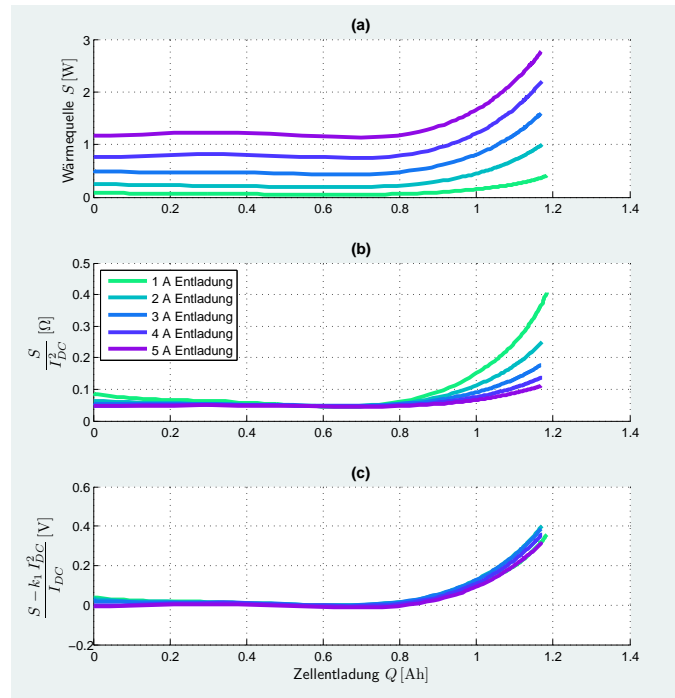 (a)
Wärmequelle S [W]
3
2
1
0
0 0.2 0.4 0.6 0.8 1 1.2 1.4
(b)
S / I²_DC [Ω]
0.5
0.4
0.3
0.2
0.1
0
1 A Entladung
2 A Entladung
3 A Entladung
4 A Entladung
5 A Entladung
0 0.2 0.4 0.6 0.8 1 1.2 1.4
(c)
S − k₁ I²_DC / I_DC [V]
0.6
0.4
0.2
0
−0.2
0 0.2 0.4 0.6 0.8 1 1.2 1.4
Zellentladung Q [Ah]